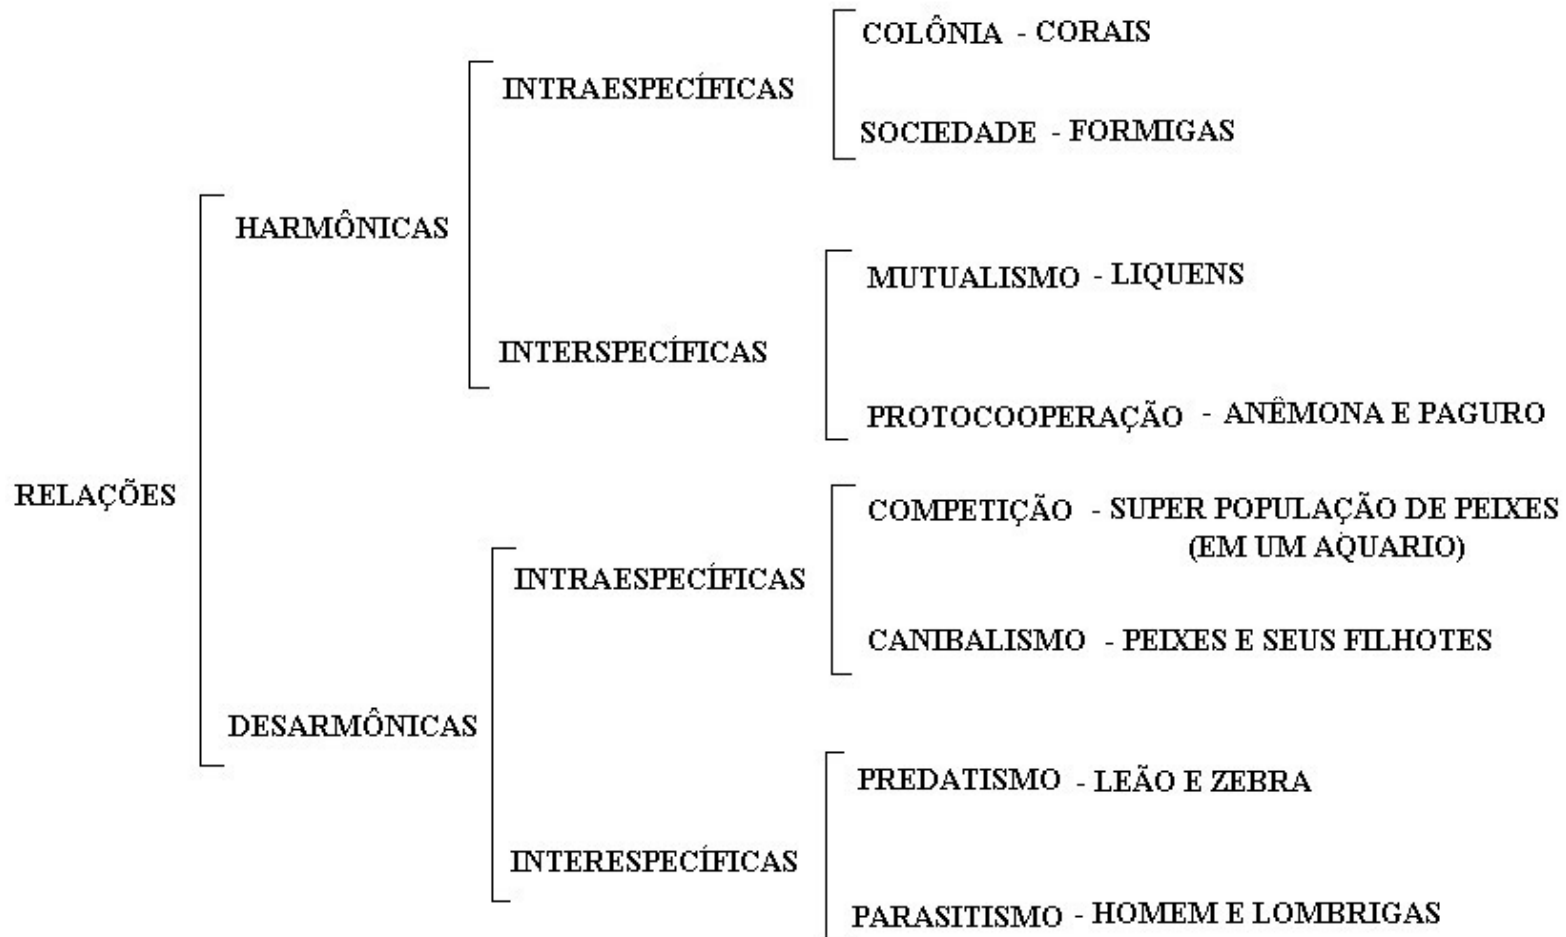 COLÔNIA - CORAIS
INTRAESPECÍFICAS
SOCIEDADE - FORMIGAS
HARMÔNICAS
MUTUALISMO - LIQUENS
INTERSPECÍFICAS
PROTOCOOPERAÇÃO - ANÊMONA E PAGURO
RELAÇÕES
COMPETIÇÃO - SUPER POPULAÇÃO DE PEIXES
(EM UM AQUARIO)
INTRAESPECÍFICAS
CANIBALISMO - PEIXES E SEUS FILHOTES
DESARMÔNICAS
PREDATISMO - LEÃO E ZEBRA
INTERESPECÍFICAS
PARASITISMO - HOMEM E LOMBRIGAS